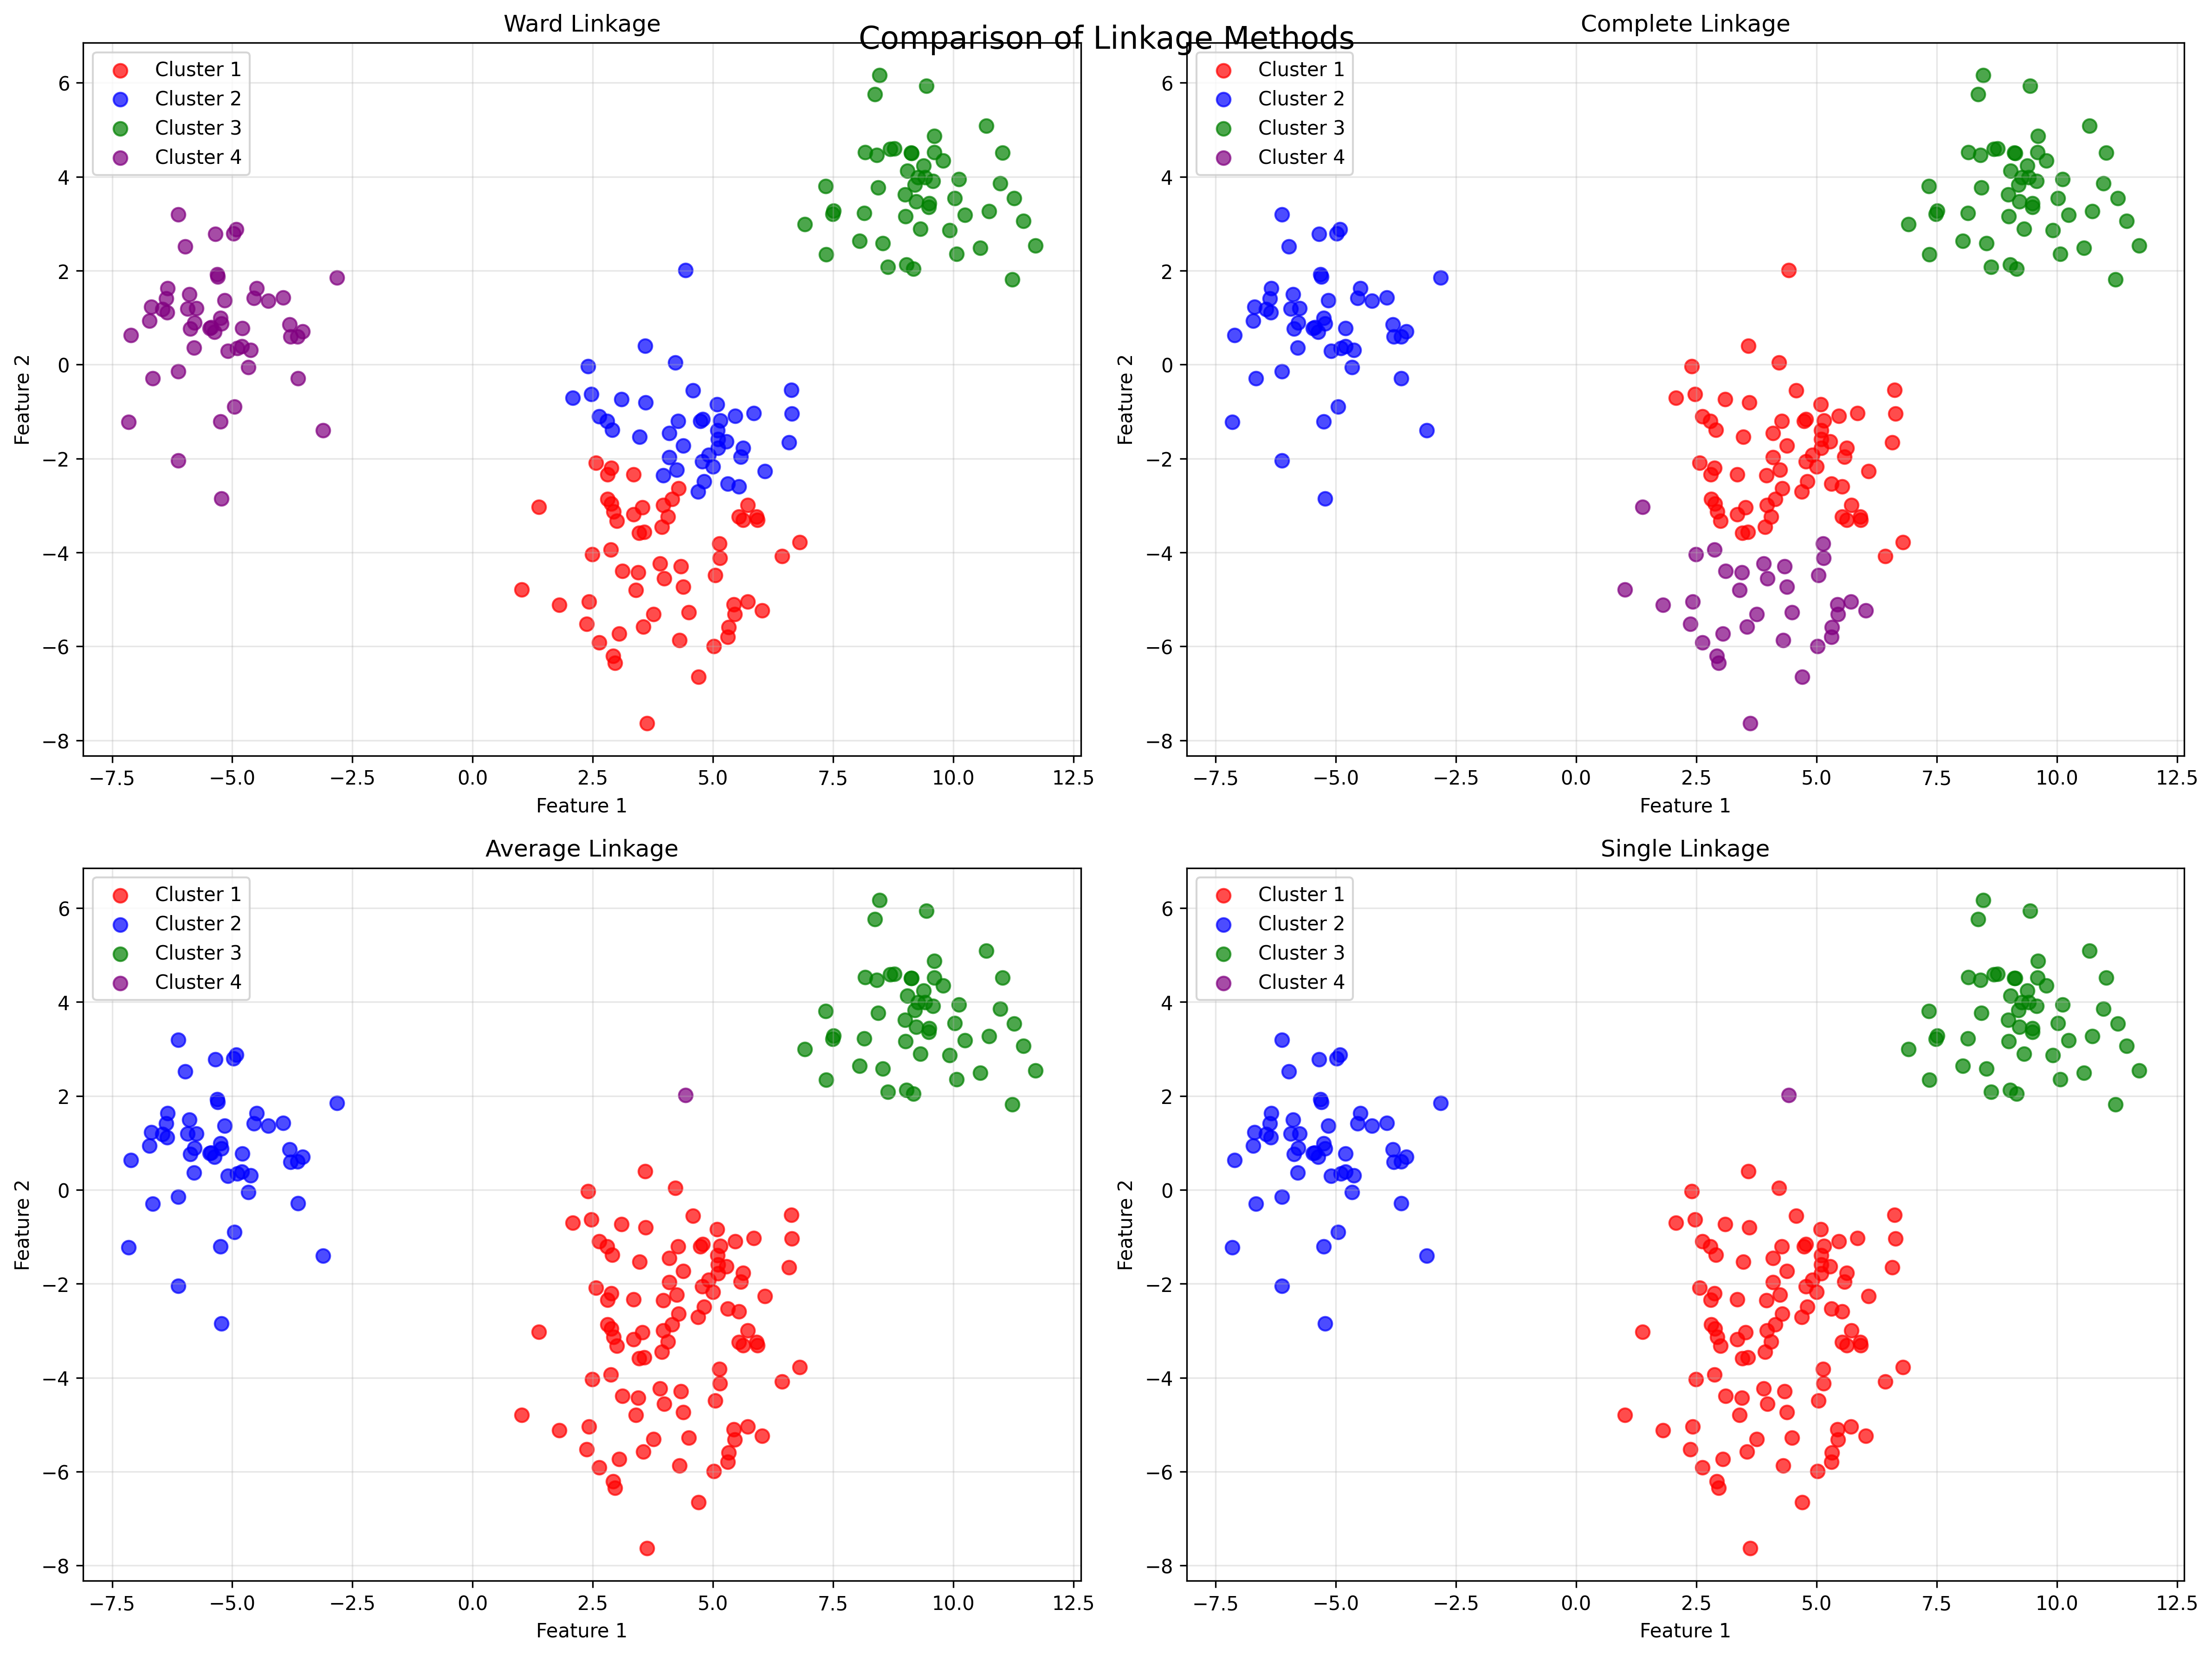 Comparison of Linkage Methods
Ward Linkage
Cluster 1
Cluster 2
Cluster 3
Cluster 4
6
4
2
0
−2
−4
−6
−8
Feature 2
−7.5 −5.0 −2.5 0.0 2.5 5.0 7.5 10.0 12.5
Feature 1
Complete Linkage
Cluster 1
Cluster 2
Cluster 3
Cluster 4
6
4
2
0
−2
−4
−6
−8
Feature 2
−7.5 −5.0 −2.5 0.0 2.5 5.0 7.5 10.0 12.5
Feature 1
Average Linkage
Cluster 1
Cluster 2
Cluster 3
Cluster 4
6
4
2
0
−2
−4
−6
−8
Feature 2
−7.5 −5.0 −2.5 0.0 2.5 5.0 7.5 10.0 12.5
Feature 1
Single Linkage
Cluster 1
Cluster 2
Cluster 3
Cluster 4
6
4
2
0
−2
−4
−6
−8
Feature 2
−7.5 −5.0 −2.5 0.0 2.5 5.0 7.5 10.0 12.5
Feature 1